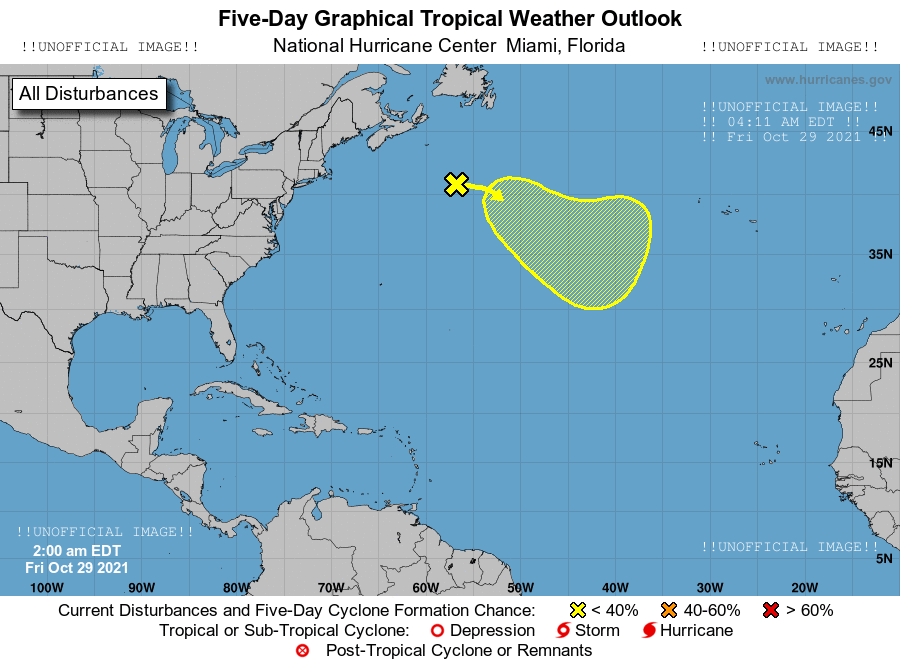 Five-Day Graphical Tropical Weather Outlook
!!UNOFFICIAL IMAGE!! National Hurricane Center Miami, Florida !!UNOFFICIAL IMAGE!!
www.hurricanes.gov
All Disturbances
!!UNOFFICIAL IMAGE!!
!! 04:11 AM EDT !!
!! Fri Oct 29 2021 !!
45N
35N
25N
15N
!!UNOFFICIAL IMAGE!!
2:00 am EDT
Fri Oct 29 2021
!!UNOFFICIAL IMAGE!!
5N
100W 90W 80W 70W 60W 50W 40W 30W 20W
Current Disturbances and Five-Day Cyclone Formation Chance: < 40% 40-60% > 60%
Tropical or Sub-Tropical Cyclone: Depression Storm Hurricane
Post-Tropical Cyclone or Remnants